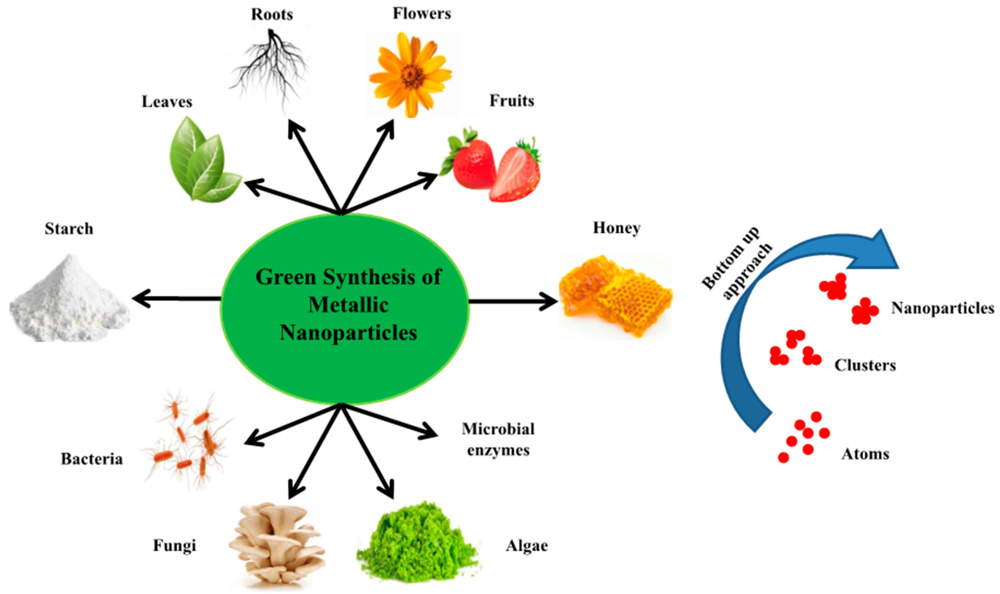 Roots
Flowers
Leaves
Fruits
Starch
Honey
Green Synthesis of
Metallic
Nanoparticles
Bottom up
approach
Nanoparticles
Clusters
Atoms
Microbial
enzymes
Bacteria
Fungi
Algae